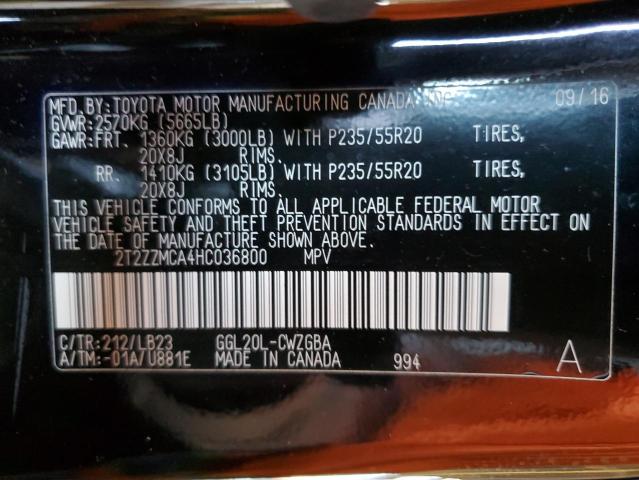 MFD.BY:TOYOTA MOTOR MANUFACTURING CANADA INC. 09/16
GVWR:2570KG (5665LB)
GAWR:FRT. 1360KG (3000LB) WITH P235/55R20 TIRES,
20X8J RIMS.
RR. 1410KG (3105LB) WITH P235/55R20 TIRES,
20X8J RIMS.
THIS VEHICLE CONFORMS TO ALL APPLICABLE FEDERAL MOTOR
VEHICLE SAFETY AND THEFT PREVENTION STANDARDS IN EFFECT ON
THE DATE OF MANUFACTURE SHOWN ABOVE.
2T2ZZMCA4HC036800 MPV
C/TR:212/LB23 GGL20L-CWZGBA
A/TM:-01A/U881E MADE IN CANADA 994 A